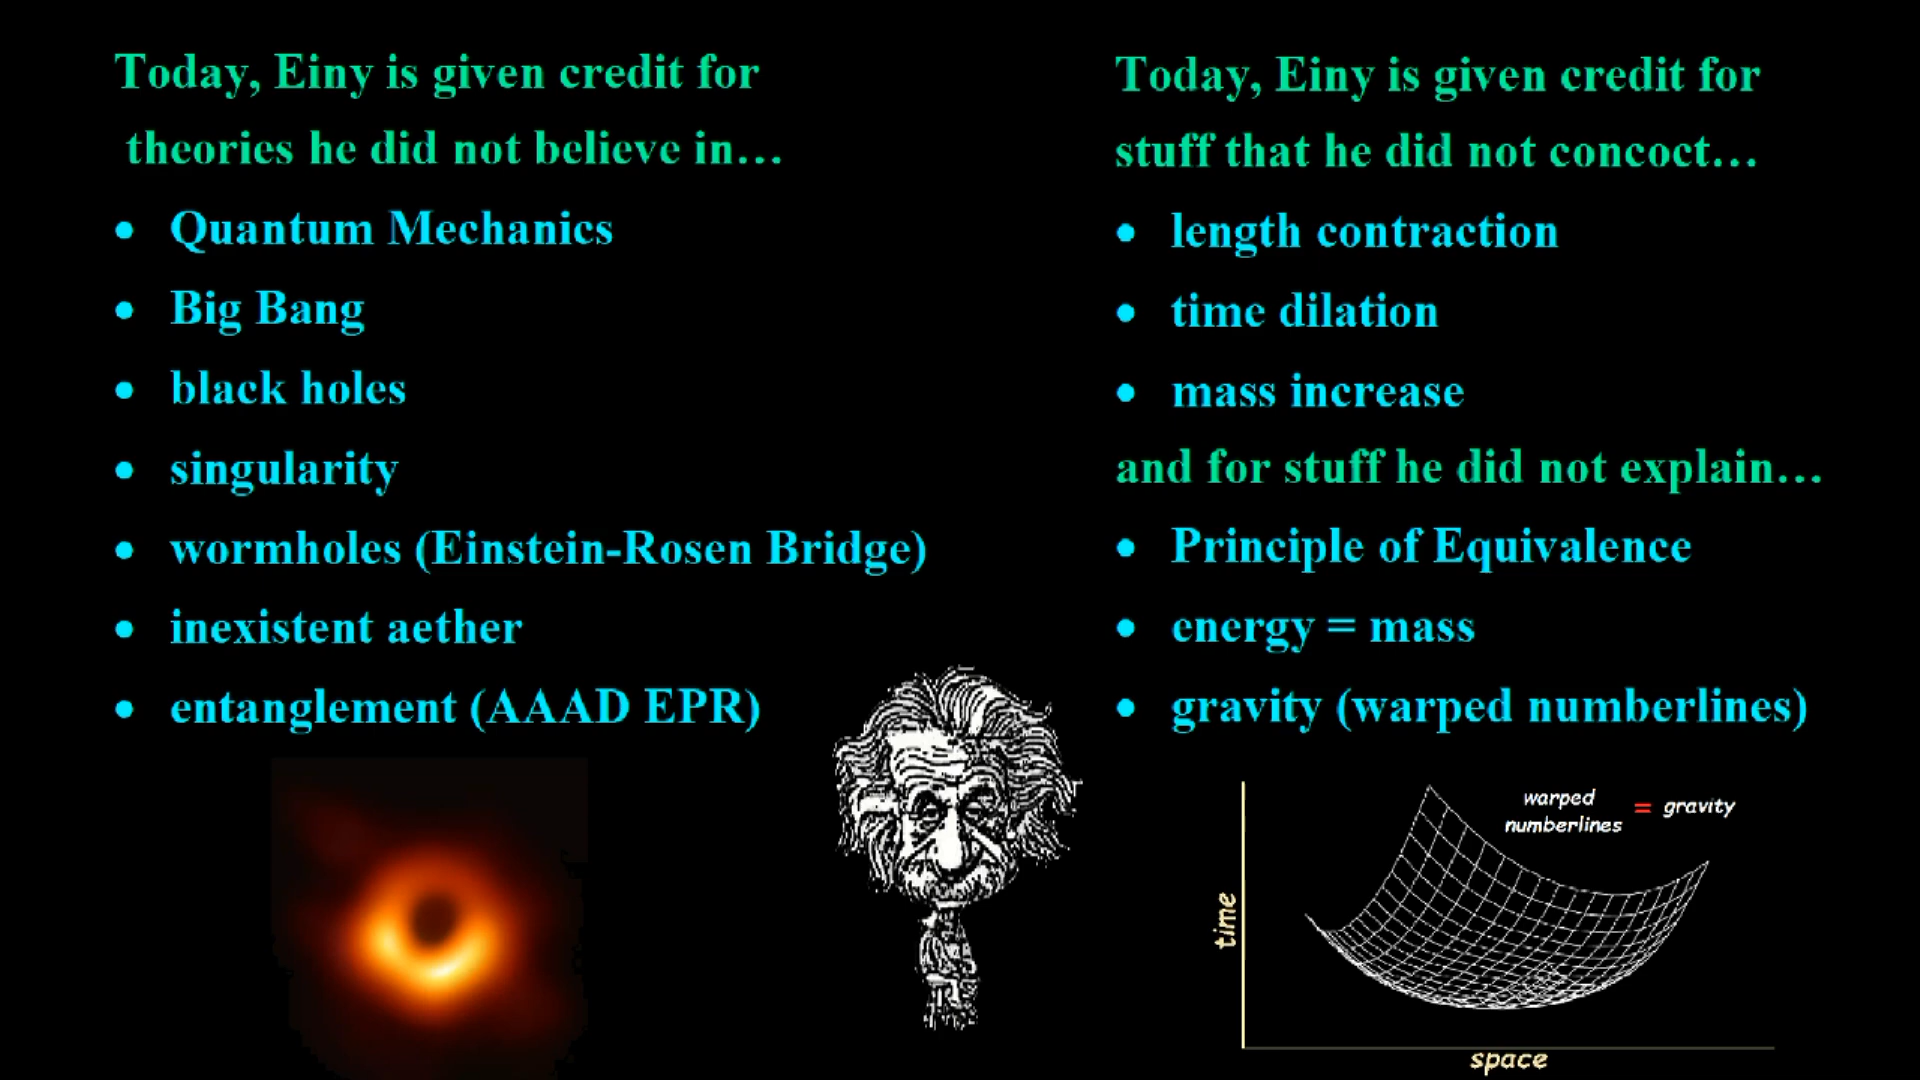 Today, Einy is given credit for
theories he did not believe in…
• Quantum Mechanics
• Big Bang
• black holes
• singularity
• wormholes (Einstein-Rosen Bridge)
• inexistent aether
• entanglement (AAAD EPR)
Today, Einy is given credit for
stuff that he did not concoct…
• length contraction
• time dilation
• mass increase
and for stuff he did not explain…
• Principle of Equivalence
• energy = mass
• gravity (warped numberlines)
warped
numberlines = gravity
time
space